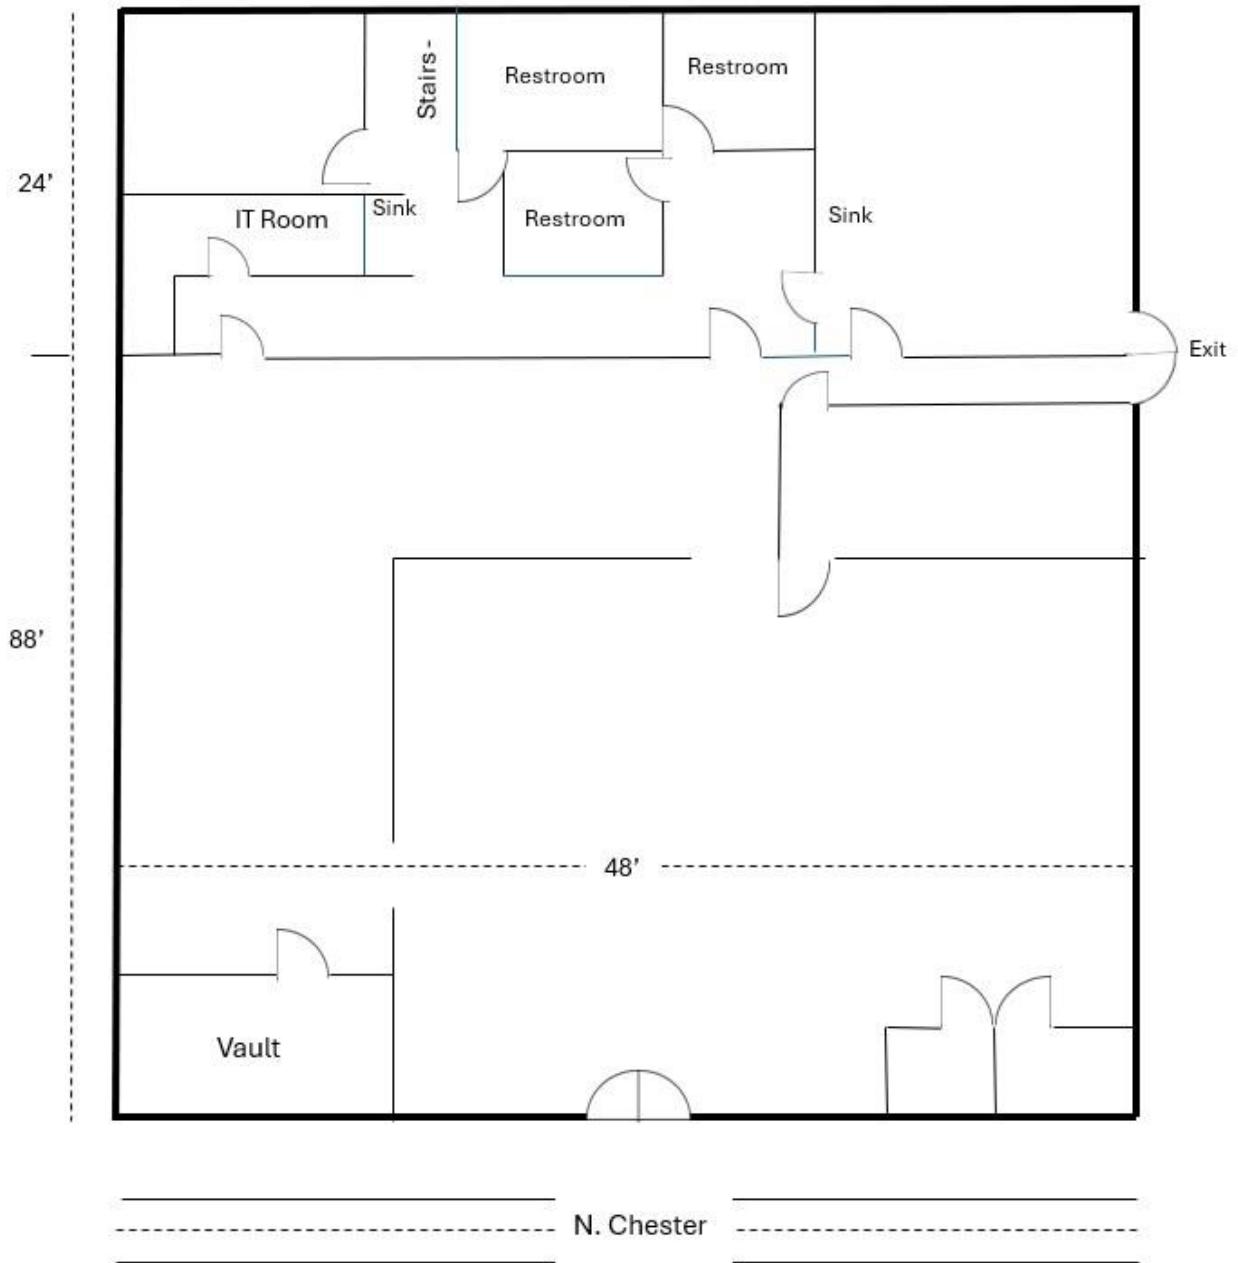 Stairs-
Restroom
Restroom
24’
IT Room
Sink
Restroom
Sink
Exit
88’
48’
Vault
N. Chester